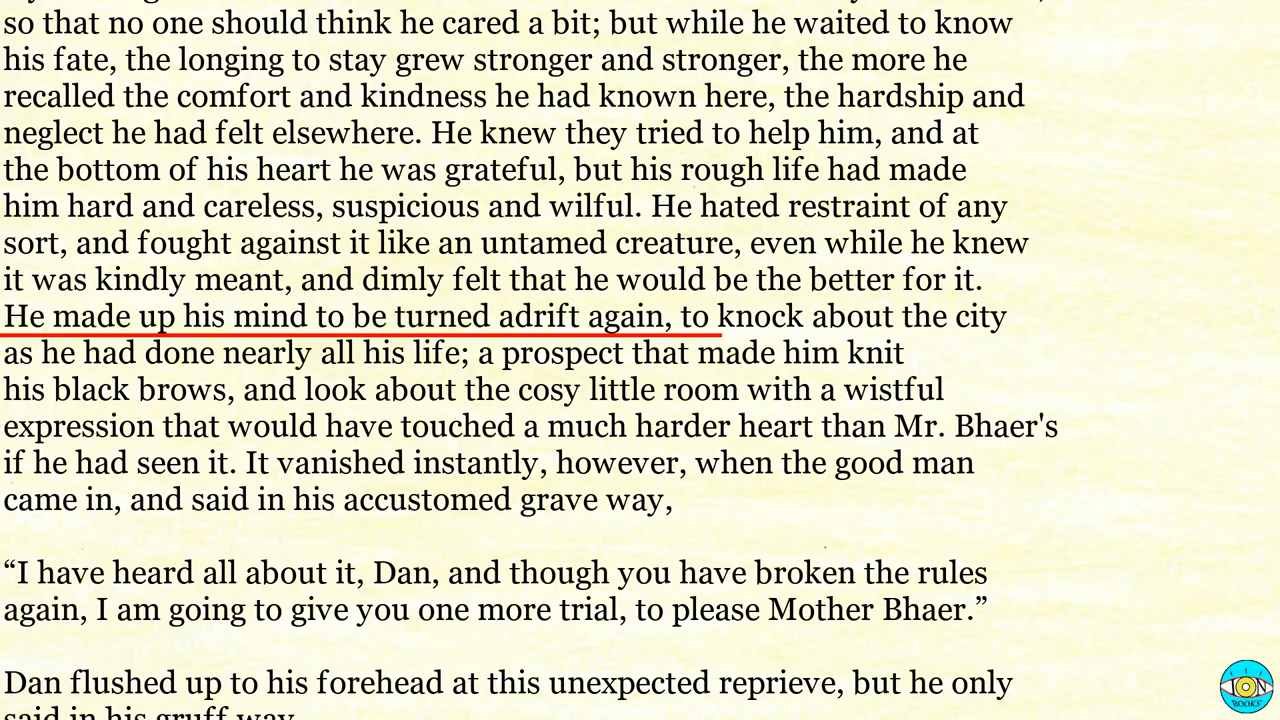 so that no one should think he cared a bit; but while he waited to know
his fate, the longing to stay grew stronger and stronger, the more he
recalled the comfort and kindness he had known here, the hardship and
neglect he had felt elsewhere. He knew they tried to help him, and at
the bottom of his heart he was grateful, but his rough life had made
him hard and careless, suspicious and wilful. He hated restraint of any
sort, and fought against it like an untamed creature, even while he knew
it was kindly meant, and dimly felt that he would be the better for it.
He made up his mind to be turned adrift again, to knock about the city
as he had done nearly all his life; a prospect that made him knit
his black brows, and look about the cosy little room with a wistful
expression that would have touched a much harder heart than Mr. Bhaer's
if he had seen it. It vanished instantly, however, when the good man
came in, and said in his accustomed grave way,
“I have heard all about it, Dan, and though you have broken the rules
again, I am going to give you one more trial, to please Mother Bhaer.”
Dan flushed up to his forehead at this unexpected reprieve, but he only
said in his gruff way
ION
BOOKS